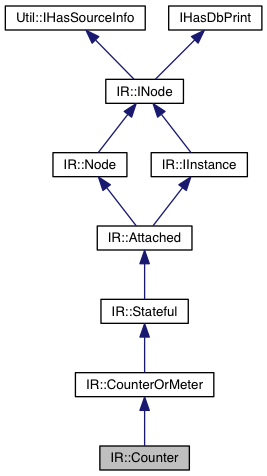 Util::IHasSourceInfo
IHasDbPrint
IR::INode
IR::Node
IR::IInstance
IR::Attached
IR::Stateful
IR::CounterOrMeter
IR::Counter